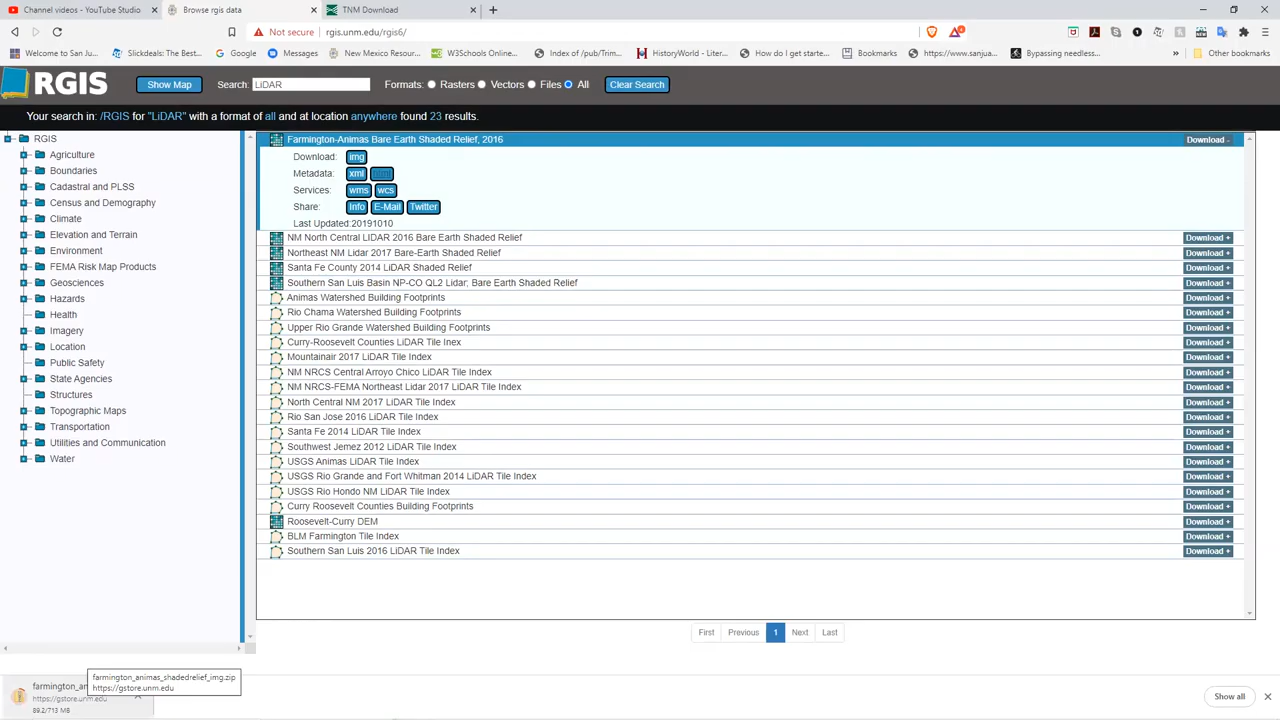 Channel videos - YouTube Studio
Browse rgis data
TNM Download
Not secure
rgis.unm.edu/rgis6/
Welcome to San Ju...
Slickdeals: The Best...
Google
Messages
New Mexico Resour...
W3Schools Online...
Index of /pub/Trim...
HistoryWorld - Liter...
How do I get starte...
Bookmarks
https://www.sanjua...
Bypassing needless...
»
Other bookmarks
RGIS
Show Map
Search: LiDAR
Formats: Rasters Vectors Files All
Clear Search
Your search in: /RGIS for "LiDAR" with a format of all and at location anywhere found 23 results.
RGIS
Agriculture
Boundaries
Cadastral and PLSS
Census and Demography
Climate
Elevation and Terrain
Environment
FEMA Risk Map Products
Geosciences
Hazards
Health
Imagery
Location
Public Safety
State Agencies
Structures
Topographic Maps
Transportation
Utilities and Communication
Water
Farmington-Animas Bare Earth Shaded Relief, 2016 Download -
Download: img
Metadata: xml
Services: wms wcs
Share: Info E-Mail Twitter
Last Updated:20191010
NM North Central LiDAR 2016 Bare Earth Shaded Relief Download +
Northeast NM Lidar 2017 Bare-Earth Shaded Relief Download +
Santa Fe County 2014 LiDAR Shaded Relief Download +
Southern San Luis Basin NP-CO QL2 Lidar; Bare Earth Shaded Relief Download +
Animas Watershed Building Footprints Download +
Rio Chama Watershed Building Footprints Download +
Upper Rio Grande Watershed Building Footprints Download +
Curry-Roosevelt Counties LiDAR Tile Inex Download +
Mountainair 2017 LiDAR Tile Index Download +
NM NRCS Central Arroyo Chico LiDAR Tile Index Download +
NM NRCS-FEMA Northeast Lidar 2017 LiDAR Tile Index Download +
North Central NM 2017 LiDAR Tile Index Download +
Rio San Jose 2016 LiDAR Tile Index Download +
Santa Fe 2014 LiDAR Tile Index Download +
Southwest Jemez 2012 LiDAR Tile Index Download +
USGS Animas LiDAR Tile Index Download +
USGS Rio Grande and Fort Whitman 2014 LiDAR Tile Index Download +
USGS Rio Hondo NM LiDAR Tile Index Download +
Curry Roosevelt Counties Building Footprints Download +
Roosevelt-Curry DEM Download +
BLM Farmington Tile Index Download +
Southern San Luis 2016 LiDAR Tile Index Download +
First Previous 1 Next Last
farmington_animas_shadedrelief_img.zip
https://gstore.unm.edu
farmington_an
https://gstore.unm.edu
89.2/713 MB
Show all